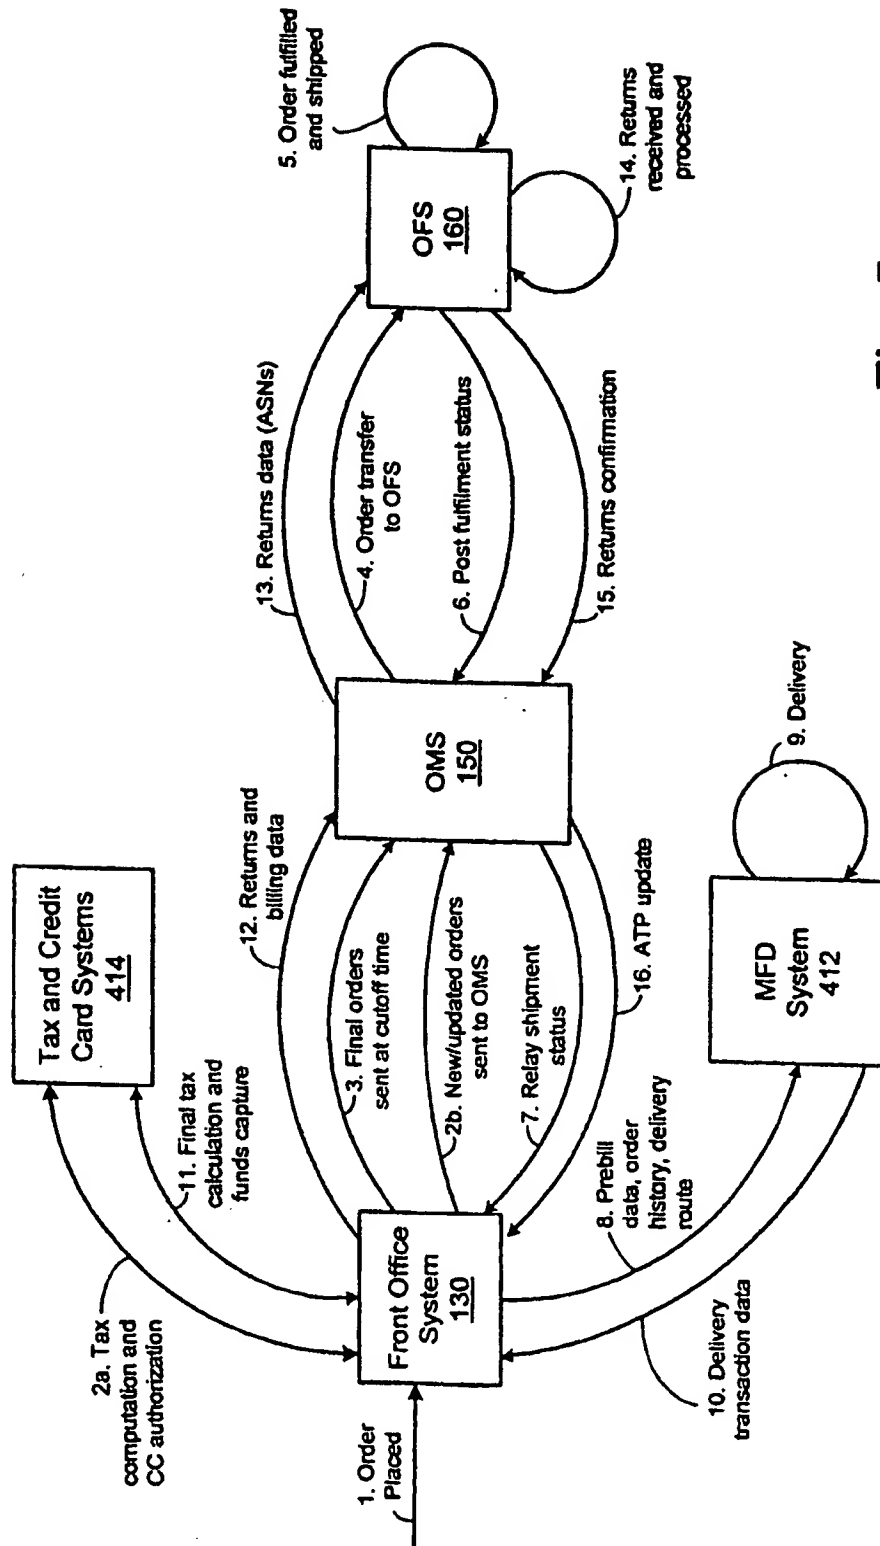 1. Order
Placed
2a. Tax
computation and
CC authorization
11. Final tax
calculation and
funds capture
Tax and Credit
Card Systems
414
Front Office
System
130
12. Returns and
billing data
3. Final orders
sent at cutoff time
2b. New/updated orders
sent to OMS
7. Relay shipment
status
16. ATP update
8. Prebill
data, order
history, delivery
route
10. Delivery
transaction data
MFD
System
412
9. Delivery
OMS
150
13. Returns data (ASNs)
4. Order transfer
to OFS
6. Post fulfilment status
15. Returns confirmation
OFS
160
5. Order fulfilled
and shipped
14. Returns
received and
processed